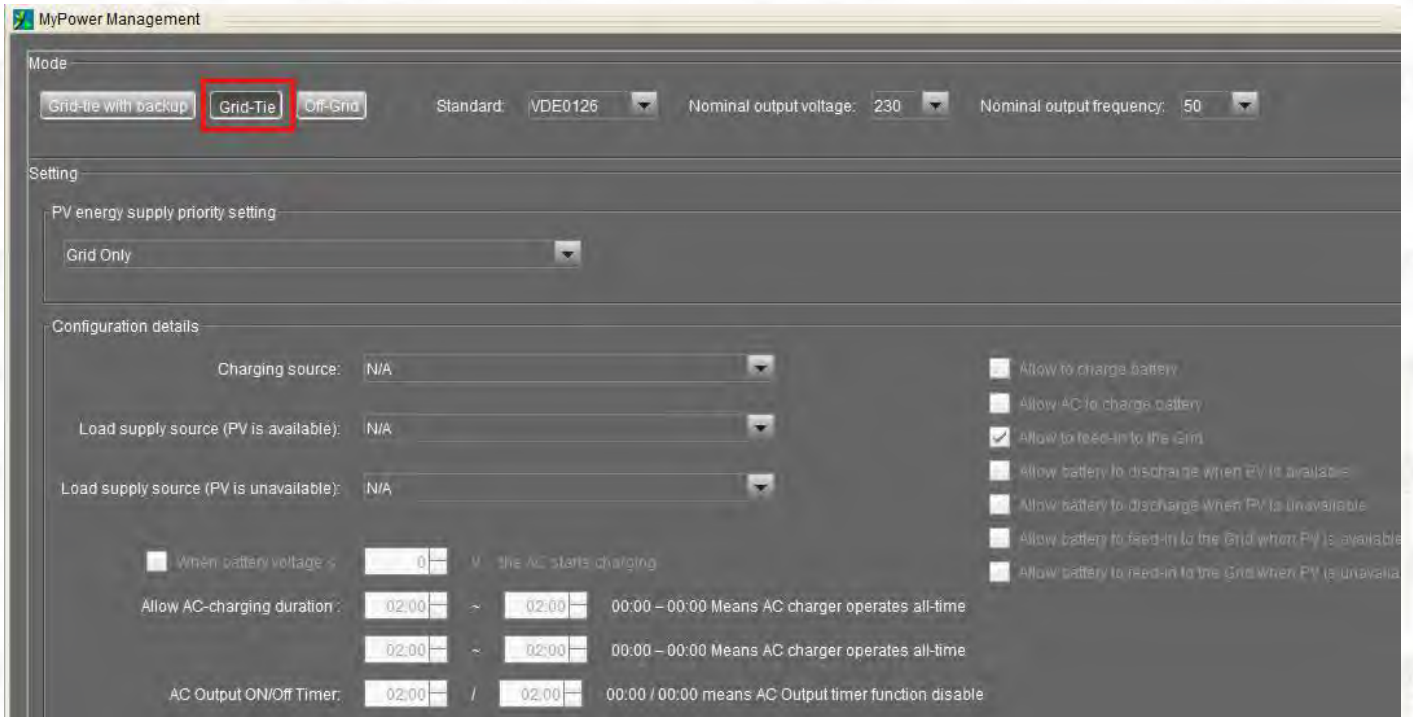 MyPower Management
Mode
Grid-tie with backup Grid-Tie Off-Grid Standard: VDE0126 Nominal output voltage: 230 Nominal output frequency: 50
Setting
PV energy supply priority setting
Grid Only
Configuration details
Charging source: N/A Allow to charge battery
Allow AC to charge battery
Load supply source (PV is available): N/A Allow to feed-in to the Grid
Allow battery to discharge when PV is available
Load supply source (PV is unavailable): N/A Allow battery to discharge when PV is unavailable
Allow battery to feed-in to the Grid when PV is available
When battery voltage < 0 V the AC starts charging Allow battery to feed-in to the Grid when PV is unavaila
Allow AC-charging duration : 02:00 ~ 02:00 00:00 – 00:00 Means AC charger operates all-time
02:00 ~ 02:00 00:00 – 00:00 Means AC charger operates all-time
AC Output ON/Off Timer: 02:00 / 02:00 00:00 / 00:00 means AC Output timer function disable